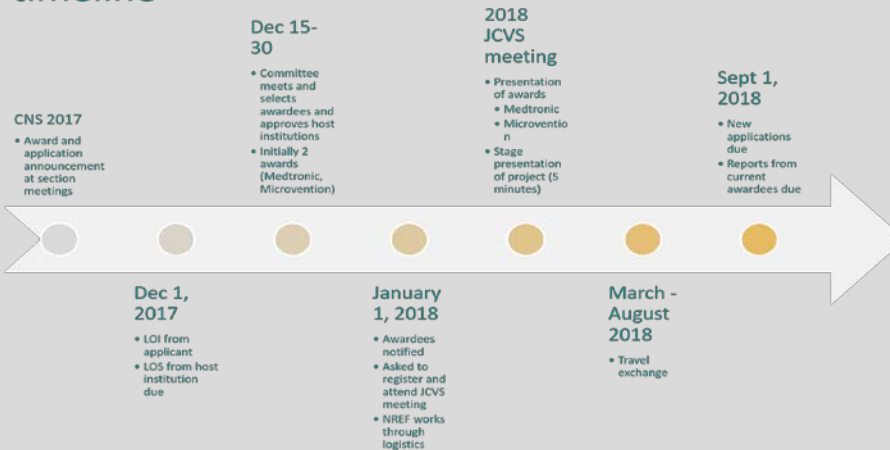 timeline
CNS 2017
• Award and
application
announcement
at section
meetings
Dec 1,
2017
• LOI from
applicant
• LOS from host
institution
due
Dec 15-
30
• Committee
meets and
selects
awardees and
approves host
institutions
• Initially 2
awards
(Medtronic,
Microvention)
January
1, 2018
• Awardees
notified
• Asked to
register and
attend JCVS
meeting
• NREF works
through
logistics
2018
JCVS
meeting
• Presentation
of awards
• Medtronic
• Microventio
n
• Stage
presentation
of project (5
minutes)
March -
August
2018
• Travel
exchange
Sept 1,
2018
• New
applications
due
• Reports from
current
awardees due